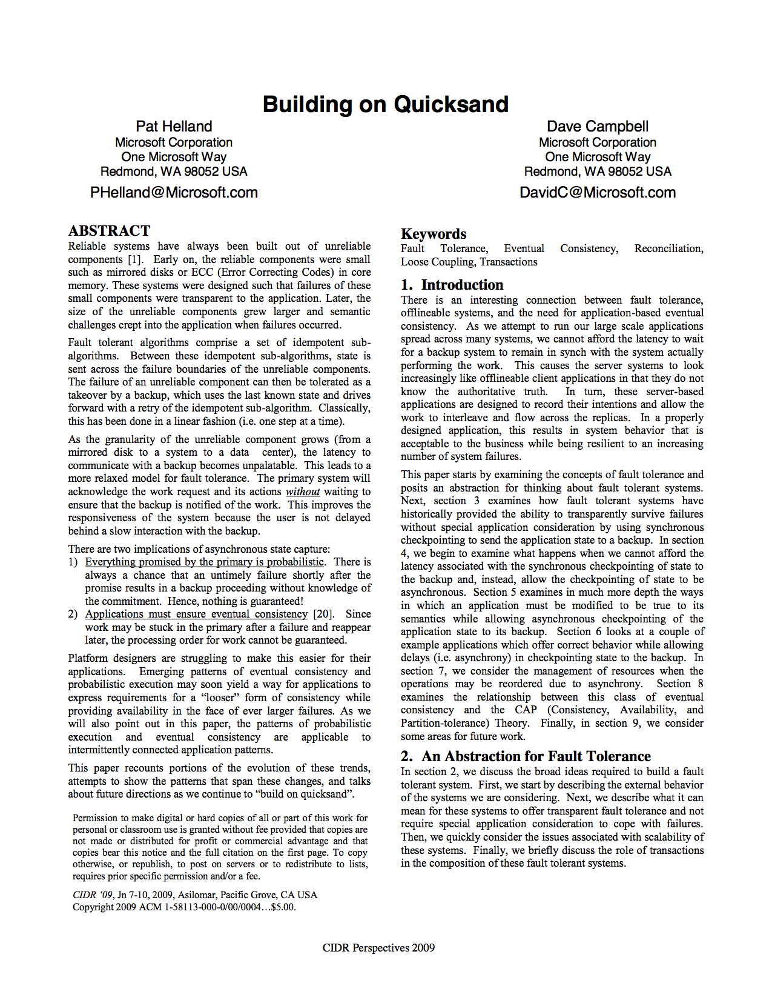 Building on Quicksand
Pat Helland
Microsoft Corporation
One Microsoft Way
Redmond, WA 98052 USA
PHelland@Microsoft.com
Dave Campbell
Microsoft Corporation
One Microsoft Way
Redmond, WA 98052 USA
DavidC@Microsoft.com
ABSTRACT
Reliable systems have always been built out of unreliable
components [1]. Early on, the reliable components were small
such as mirrored disks or ECC (Error Correcting Codes) in core
memory. These systems were designed such that failures of these
small components were transparent to the application. Later, the
size of the unreliable components grew larger and semantic
challenges crept into the application when failures occurred.
Fault tolerant algorithms comprise a set of idempotent sub-
algorithms. Between these idempotent sub-algorithms, state is
sent across the failure boundaries of the unreliable components.
The failure of an unreliable component can then be tolerated as a
takeover by a backup, which uses the last known state and drives
forward with a retry of the idempotent sub-algorithm. Classically,
this has been done in a linear fashion (i.e. one step at a time).
As the granularity of the unreliable component grows (from a
mirrored disk to a system to a data center), the latency to
communicate with a backup becomes unpalatable. This leads to a
more relaxed model for fault tolerance. The primary system will
acknowledge the work request and its actions without waiting to
ensure that the backup is notified of the work. This improves the
responsiveness of the system because the user is not delayed
behind a slow interaction with the backup.
There are two implications of asynchronous state capture:
1) Everything promised by the primary is probabilistic. There is
always a chance that an untimely failure shortly after the
promise results in a backup proceeding without knowledge of
the commitment. Hence, nothing is guaranteed!
2) Applications must ensure eventual consistency [20]. Since
work may be stuck in the primary after a failure and reappear
later, the processing order for work cannot be guaranteed.
Platform designers are struggling to make this easier for their
applications. Emerging patterns of eventual consistency and
probabilistic execution may soon yield a way for applications to
express requirements for a “looser” form of consistency while
providing availability in the face of ever larger failures. As we
will also point out in this paper, the patterns of probabilistic
execution and eventual consistency are applicable to
intermittently connected application patterns.
This paper recounts portions of the evolution of these trends,
attempts to show the patterns that span these changes, and talks
about future directions as we continue to “build on quicksand”.
Permission to make digital or hard copies of all or part of this work for
personal or classroom use is granted without fee provided that copies are
not made or distributed for profit or commercial advantage and that
copies bear this notice and the full citation on the first page. To copy
otherwise, or republish, to post on servers or to redistribute to lists,
requires prior specific permission and/or a fee.
CIDR ‘09, Jn 7-10, 2009, Asilomar, Pacific Grove, CA USA
Copyright 2009 ACM 1-58113-000-0/00/0004…$5.00.
Keywords
Fault Tolerance, Eventual Consistency, Reconciliation,
Loose Coupling, Transactions
1. Introduction
There is an interesting connection between fault tolerance,
offlineable systems, and the need for application-based eventual
consistency. As we attempt to run our large scale applications
spread across many systems, we cannot afford the latency to wait
for a backup system to remain in synch with the system actually
performing the work. This causes the server systems to look
increasingly like offlineable client applications in that they do not
know the authoritative truth. In turn, these server-based
applications are designed to record their intentions and allow the
work to interleave and flow across the replicas. In a properly
designed application, this results in system behavior that is
acceptable to the business while being resilient to an increasing
number of system failures.
This paper starts by examining the concepts of fault tolerance and
posits an abstraction for thinking about fault tolerant systems.
Next, section 3 examines how fault tolerant systems have
historically provided the ability to transparently survive failures
without special application consideration by using synchronous
checkpointing to send the application state to a backup. In section
4, we begin to examine what happens when we cannot afford the
latency associated with the synchronous checkpointing of state to
the backup and, instead, allow the checkpointing of state to be
asynchronous. Section 5 examines in much more depth the ways
in which an application must be modified to be true to its
semantics while allowing asynchronous checkpointing of the
application state to its backup. Section 6 looks at a couple of
example applications which offer correct behavior while allowing
delays (i.e. asynchrony) in checkpointing state to the backup. In
section 7, we consider the management of resources when the
operations may be reordered due to asynchrony. Section 8
examines the relationship between this class of eventual
consistency and the CAP (Consistency, Availability, and
Partition-tolerance) Theory. Finally, in section 9, we consider
some areas for future work.
2. An Abstraction for Fault Tolerance
In section 2, we discuss the broad ideas required to build a fault
tolerant system. First, we start by describing the external behavior
of the systems we are considering. Next, we describe what it can
mean for these systems to offer transparent fault tolerance and not
require special application consideration to cope with failures.
Then, we quickly consider the issues associated with scalability of
these systems. Finally, we briefly discuss the role of transactions
in the composition of these fault tolerant systems.
CIDR Perspectives 2009